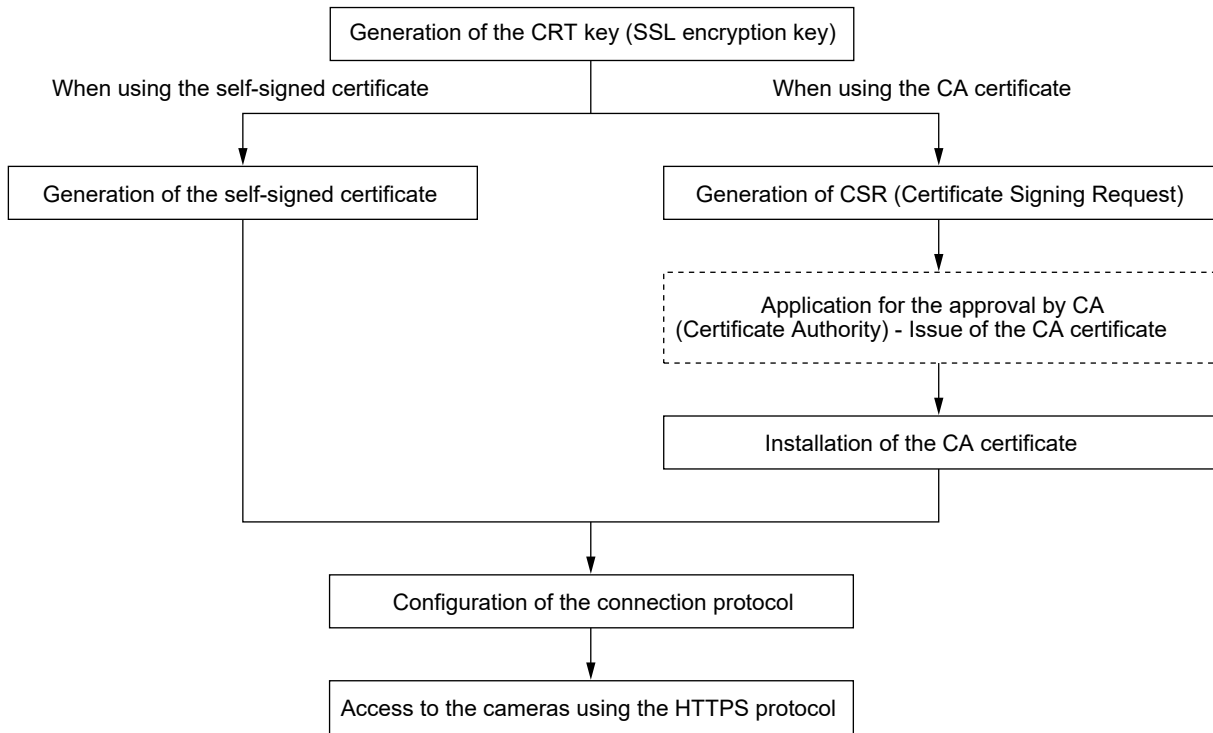 Generation of the CRT key (SSL encryption key)
When using the self-signed certificate
When using the CA certificate
Generation of the self-signed certificate
Generation of CSR (Certificate Signing Request)
Application for the approval by CA
(Certificate Authority) - Issue of the CA certificate
Installation of the CA certificate
Configuration of the connection protocol
Access to the cameras using the HTTPS protocol